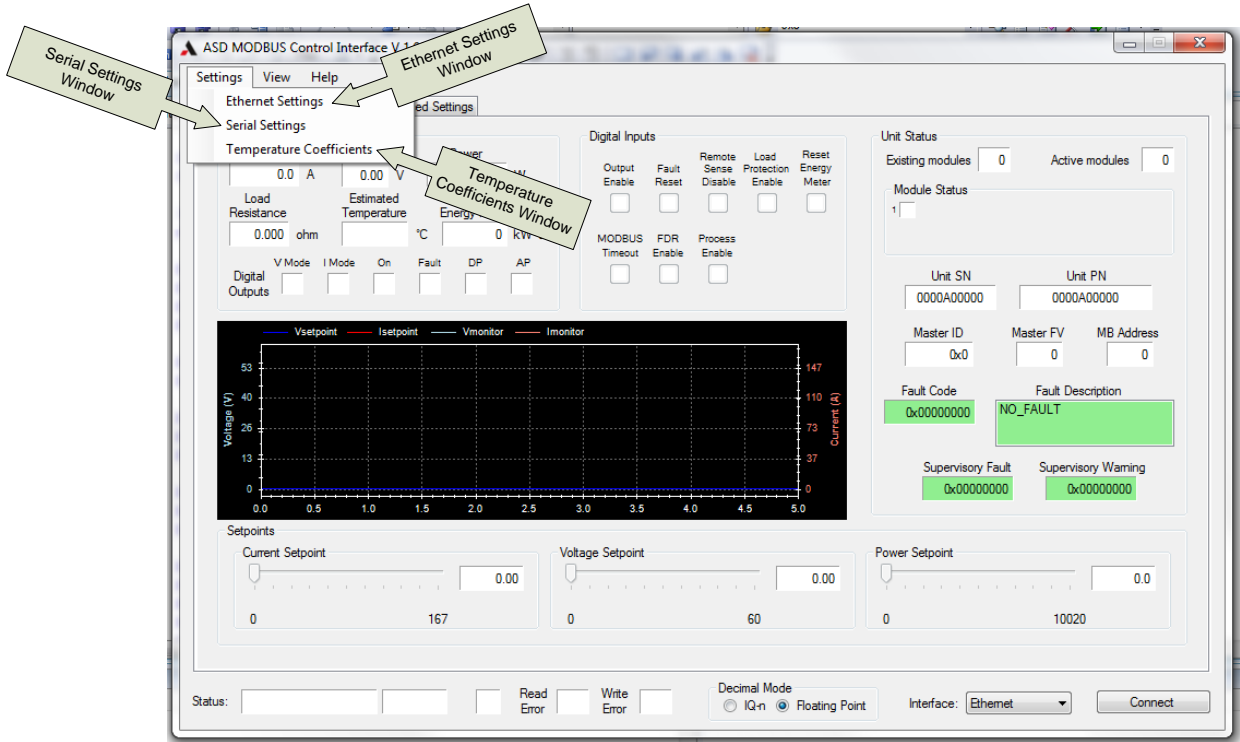 ASD MODBUS Control Interface V
Ethernet Settings
Window
Serial Settings
Window
Settings View Help
Ethernet Settings
Serial Settings
Temperature Coefficients
Settings
Temperature
Coefficients Window
0.0 A
0.00 V
Load
Resistance
0.000 ohm
Estimated
Temperature
°C
Energy
0
Digital
Outputs
V Mode
I Mode
On
Fault
DP
AP
Digital Inputs
Output
Enable
Fault
Reset
Remote
Sense
Disable
Load
Protection
Enable
Reset
Energy
Meter
MODBUS
Timeout
FDR
Enable
Process
Enable
Unit Status
Existing modules 0
Active modules 0
Module Status
1
Unit SN
0000A00000
Unit PN
0000A00000
Master ID
0x0
Master FV
0
MB Address
0
Fault Code
0x00000000
Fault Description
NO_FAULT
Supervisory Fault
0x00000000
Supervisory Warning
0x00000000
Vsetpoint Isetpoint Vmonitor Imonitor
Voltage (V)
53
40
26
13
0
147
110
73
37
0
Current (A)
0.0 0.5 1.0 1.5 2.0 2.5 3.0 3.5 4.0 4.5 5.0
Setpoints
Current Setpoint
0.00
0 167
Voltage Setpoint
0.00
0 60
Power Setpoint
0.0
0 10020
Status:
Read
Error
Write
Error
Decimal Mode
IQ-n Floating Point
Interface: Ethernet
Connect